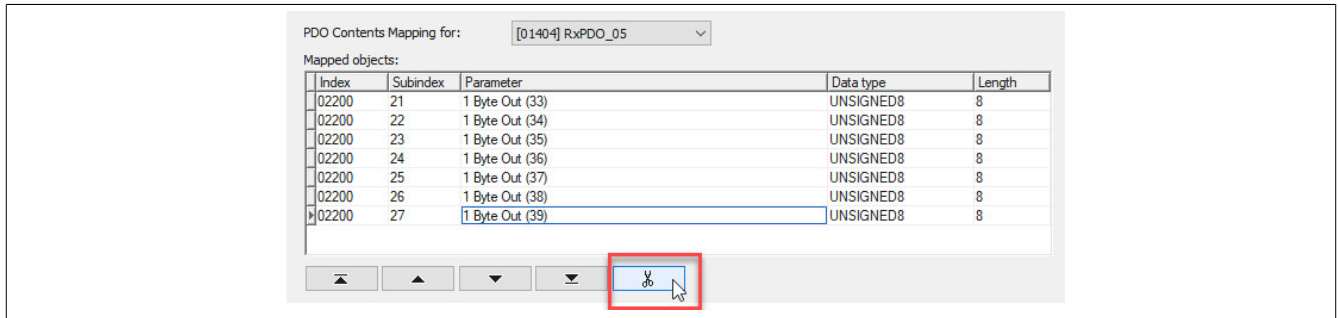 PDO Contents Mapping for: [01404] RxPDO_05
Mapped objects:
Index Subindex Parameter Data type Length
02200 21 1 Byte Out (33) UNSIGNED8 8
02200 22 1 Byte Out (34) UNSIGNED8 8
02200 23 1 Byte Out (35) UNSIGNED8 8
02200 24 1 Byte Out (36) UNSIGNED8 8
02200 25 1 Byte Out (37) UNSIGNED8 8
02200 26 1 Byte Out (38) UNSIGNED8 8
02200 27 1 Byte Out (39) UNSIGNED8 8